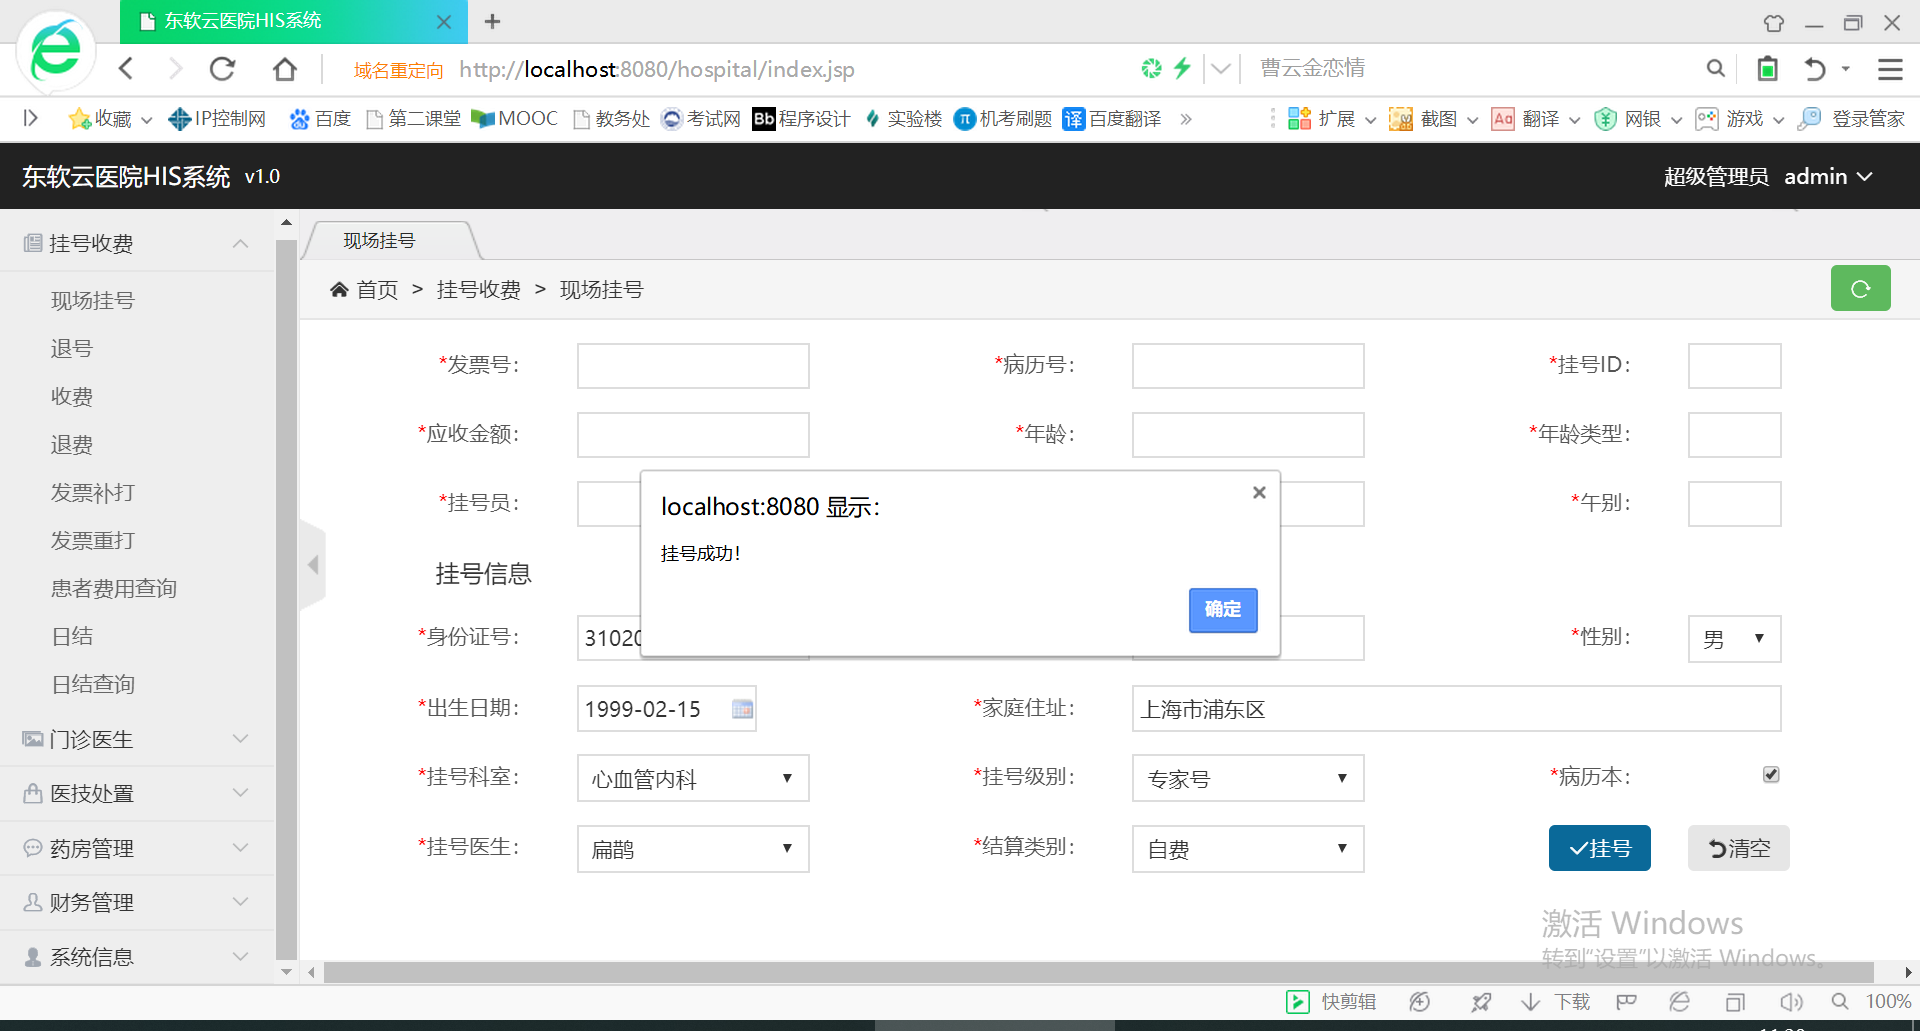 东软云医院HIS系统
域名重定向 http://localhost:8080/hospital/index.jsp 曹云金恋情
收藏 IP控制网 百度 第二课堂 MOOC 教务处 考试网 Bb 程序设计 实验楼 π 机考刷题 译 百度翻译 » 扩展 截图 Aa 翻译 网银 游戏 登录管家
东软云医院HIS系统 v1.0 超级管理员 admin
挂号收费
现场挂号
退号
收费
退费
发票补打
发票重打
患者费用查询
日结
日结查询
门诊医生
医技处置
药房管理
财务管理
系统信息
现场挂号
首页 > 挂号收费 > 现场挂号
*发票号: *病历号: *挂号ID:
*应收金额: *年龄: *年龄类型:
*挂号员: *午别:
localhost:8080 显示:
挂号成功!
确定
挂号信息
*身份证号: 3102 *性别: 男
*出生日期: 1999-02-15 *家庭住址: 上海市浦东区
*挂号科室: 心血管内科 *挂号级别: 专家号 *病历本:
*挂号医生: 扁鹊 *结算类别: 自费 挂号 清空
激活 Windows
转到“设置”以激活 Windows。
快剪辑 下载 100%